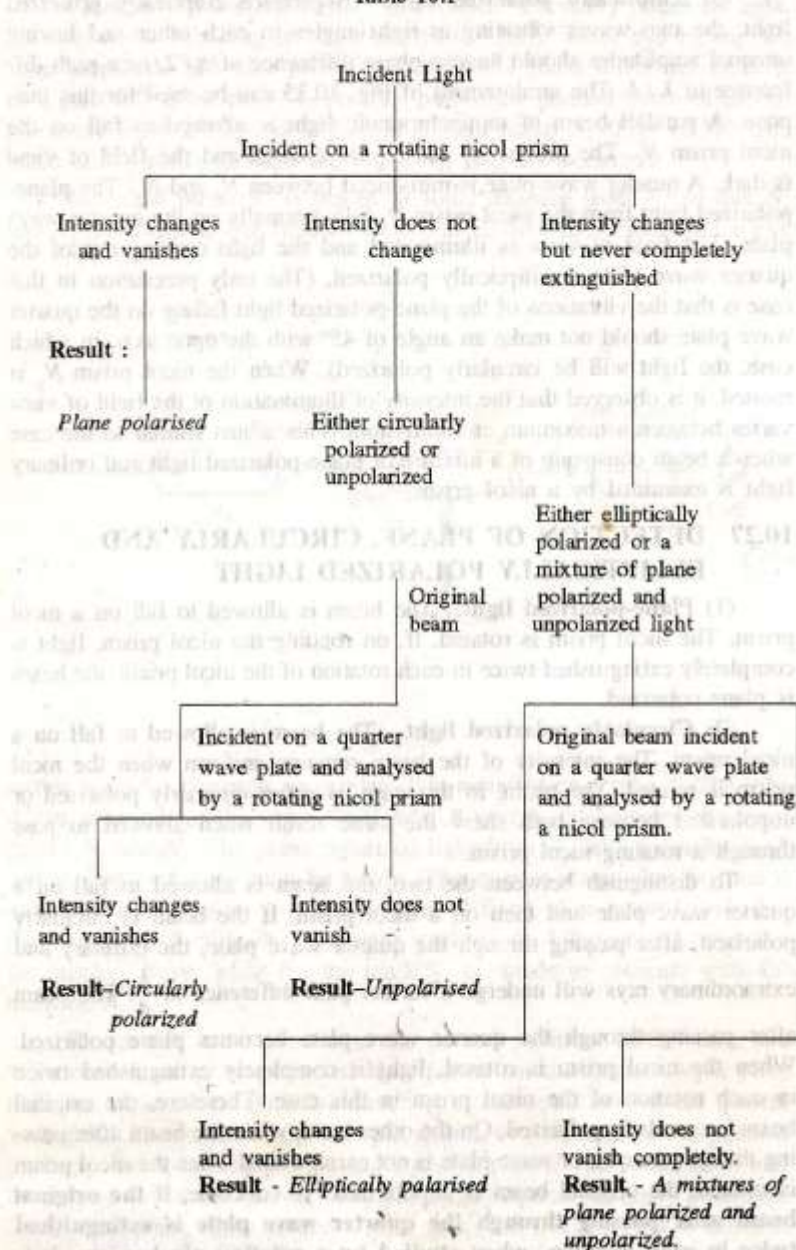 Incident Light
Incident on a rotating nicol prism
Intensity changes
and vanishes
Intensity does not
change
Intensity changes
but never completely
extinguished
Result :
Plane polarised
Either circularly
polarized or
unpolarized
Either elliptically
polarized or a
mixture of plane
polarized and
unpolarized light
Original
beam
Incident on a quarter
wave plate and analysed
by a rotating nicol priam
Original beam incident
on a quarter wave plate
and analysed by a rotating
a nicol prism.
Intensity changes
and vanishes
Intensity does not
vanish
Result–Circularly
polarized
Result–Unpolarised
Intensity changes
and vanishes
Result - Elliptically polarised
Intensity does not
vanish completely.
Result - A mixtures of
plane polarized and
unpolarized.